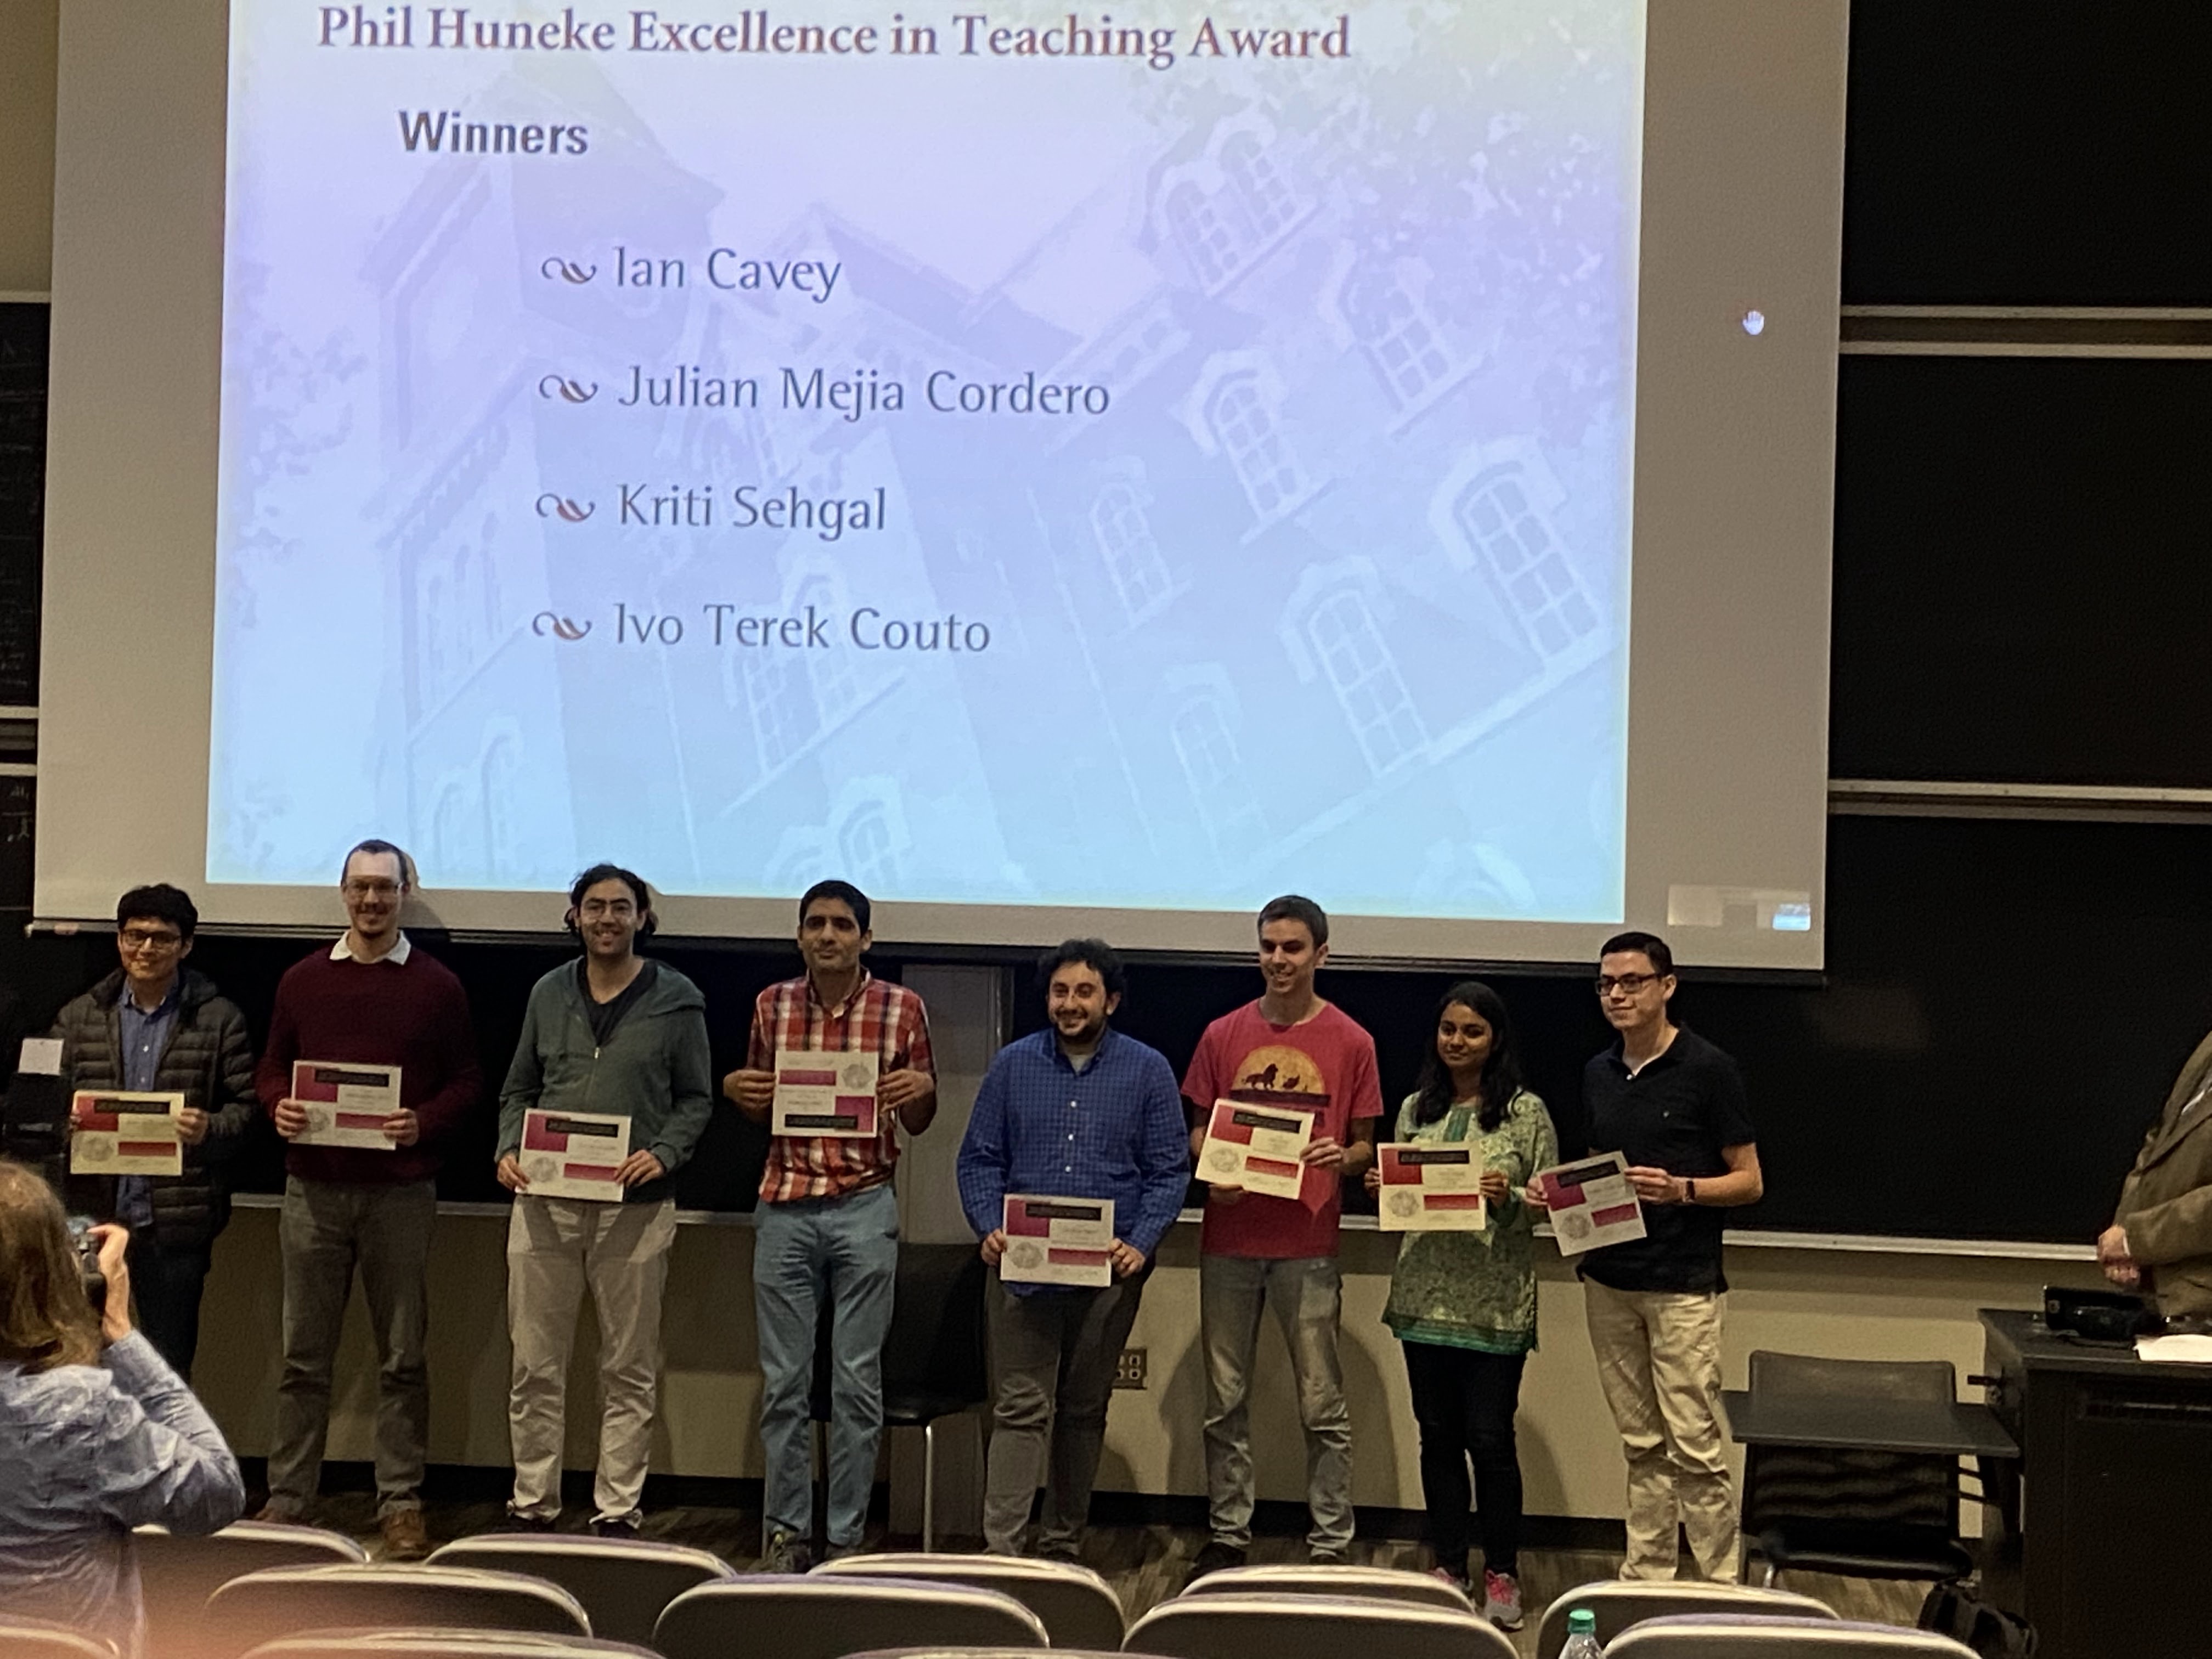 Phil Huneke Excellence in Teaching Award
Winners
Ian Cavey
Julian Mejia Cordero
Kriti Sehgal
Ivo Terek Couto